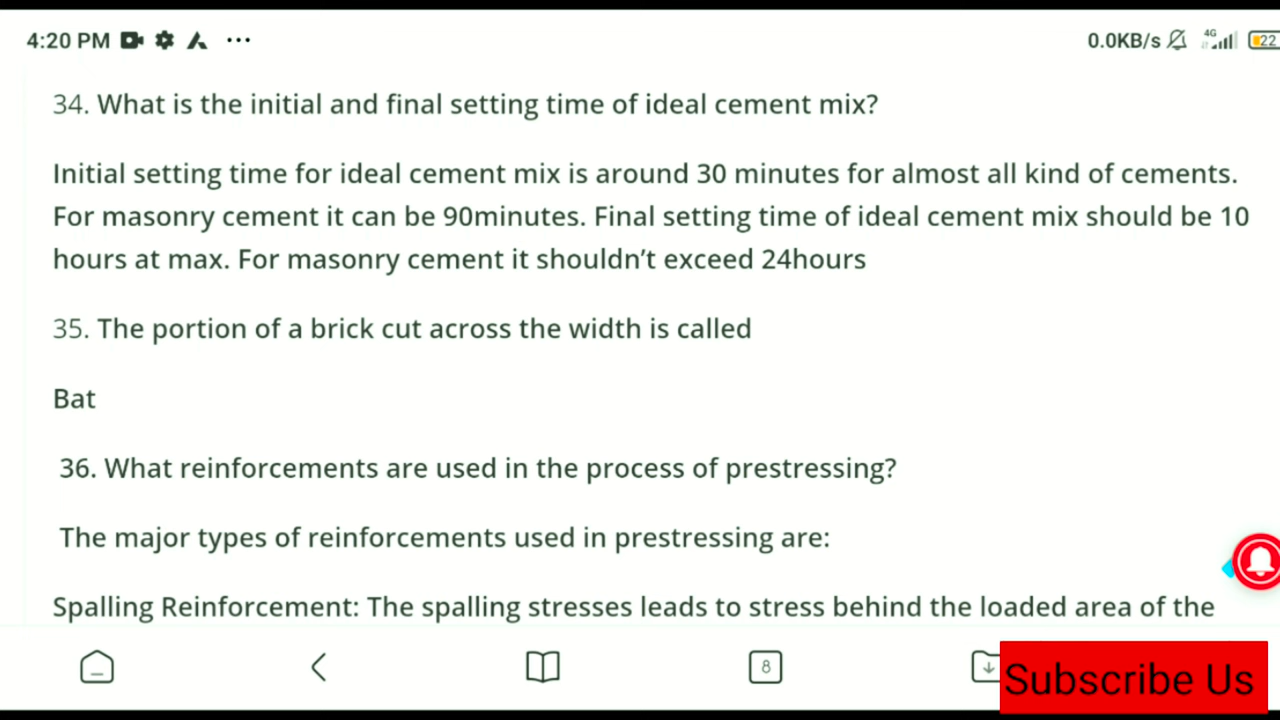 4:20 PM ... 0.0KB/s 4G 22
34. What is the initial and final setting time of ideal cement mix?
Initial setting time for ideal cement mix is around 30 minutes for almost all kind of cements.
For masonry cement it can be 90minutes. Final setting time of ideal cement mix should be 10
hours at max. For masonry cement it shouldn’t exceed 24hours
35. The portion of a brick cut across the width is called
Bat
36. What reinforcements are used in the process of prestressing?
The major types of reinforcements used in prestressing are:
Spalling Reinforcement: The spalling stresses leads to stress behind the loaded area of the
8
Subscribe Us